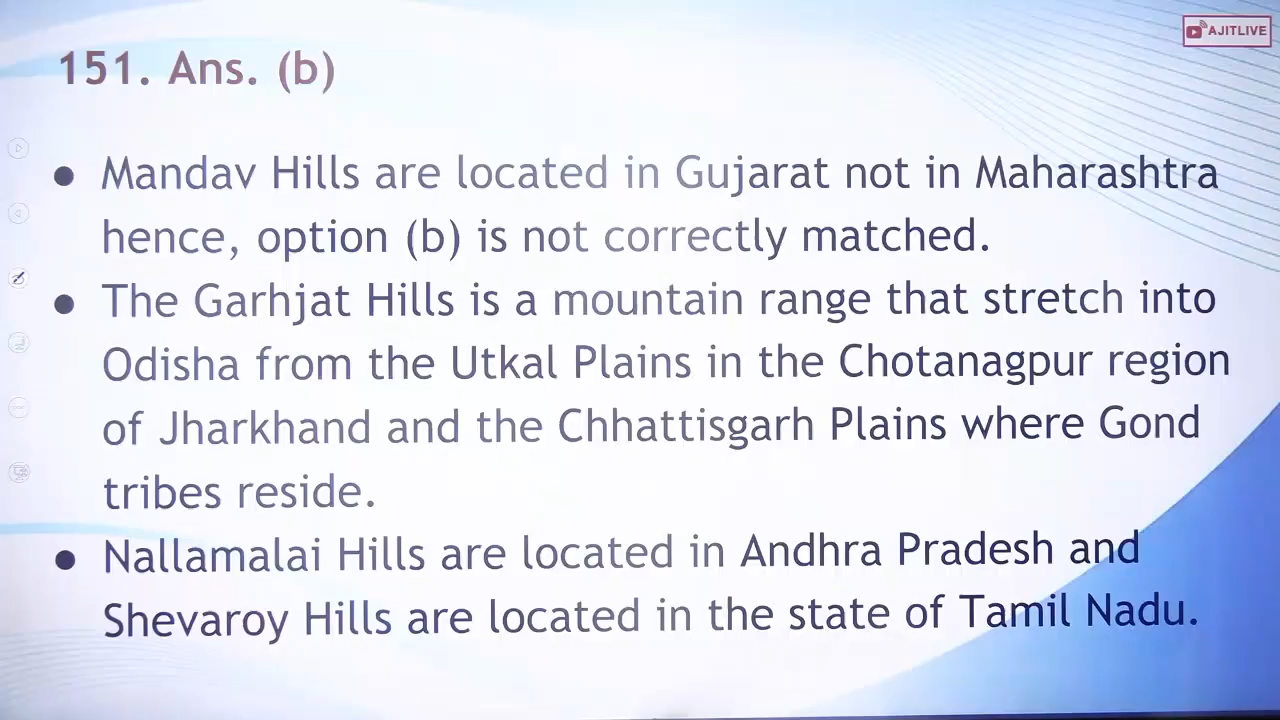 AJITLIVE
151. Ans. (b)
● Mandav Hills are located in Gujarat not in Maharashtra
hence, option (b) is not correctly matched.
● The Garhjat Hills is a mountain range that stretch into
Odisha from the Utkal Plains in the Chotanagpur region
of Jharkhand and the Chhattisgarh Plains where Gond
tribes reside.
● Nallamalai Hills are located in Andhra Pradesh and
Shevaroy Hills are located in the state of Tamil Nadu.